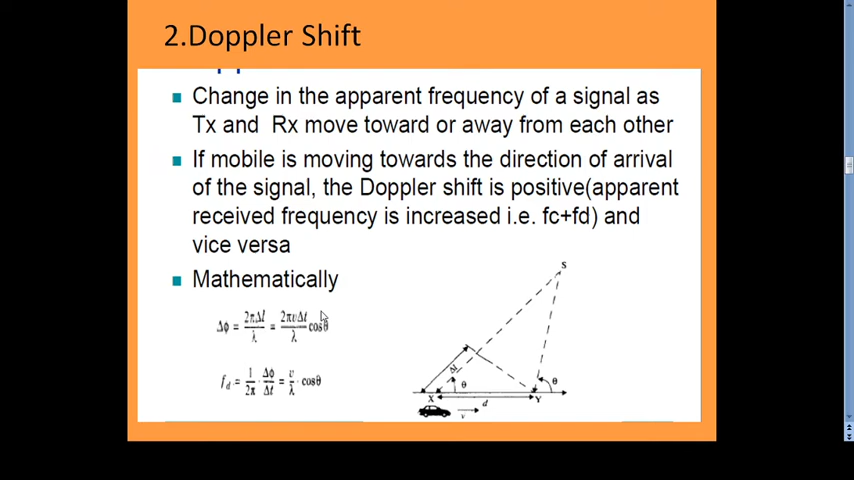 2.Doppler Shift
Change in the apparent frequency of a signal as
Tx and Rx move toward or away from each other
If mobile is moving towards the direction of arrival
of the signal, the Doppler shift is positive(apparent
received frequency is increased i.e. fc+fd) and
vice versa
Mathematically
Δϕ = 2πΔl/λ = 2πvΔt/λ cosθ
f_d = 1/2π · Δϕ/Δt = v/λ · cosθ
S
Δl
θ
θ
X
d
Y
v